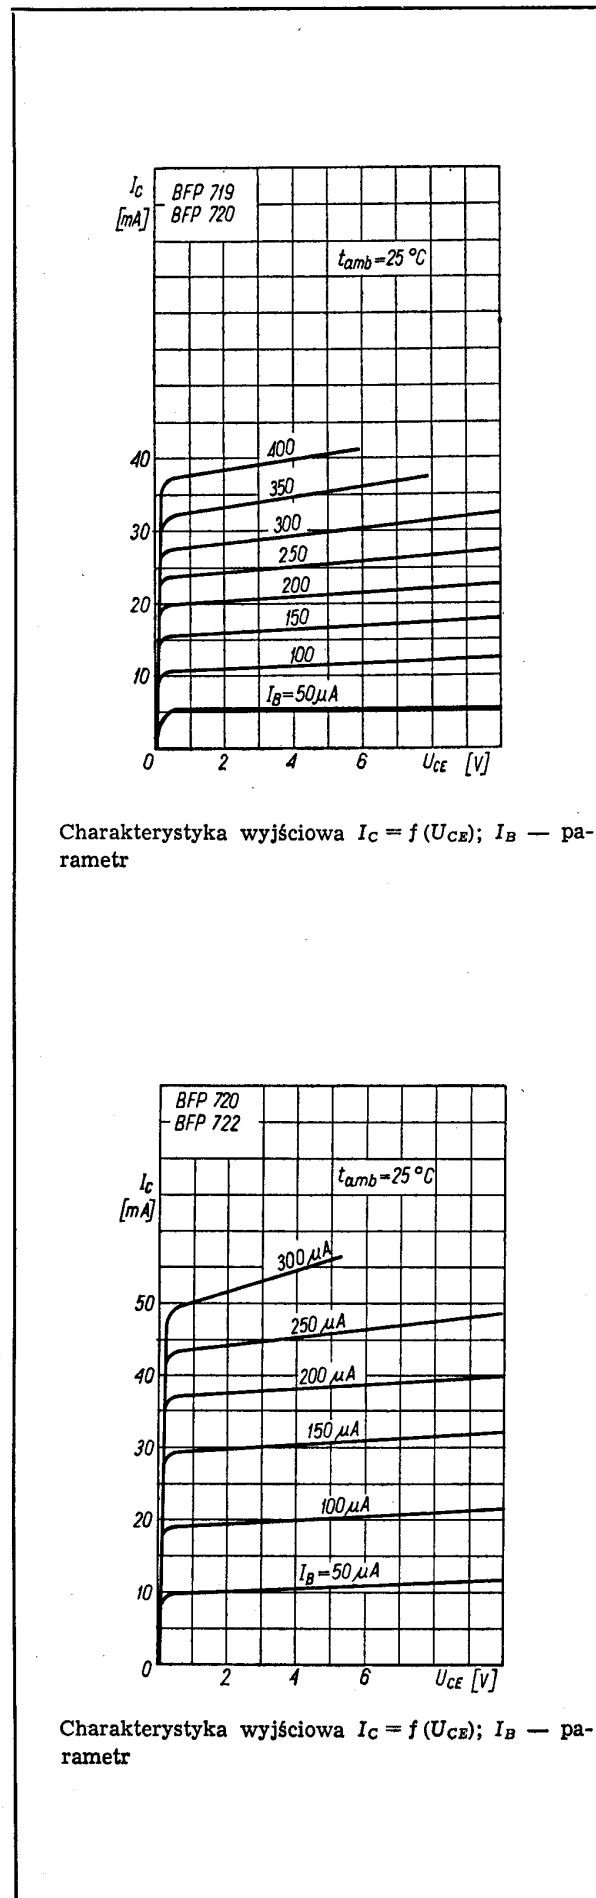 I_C
[mA]
BFP 719
BFP 720
t_amb = 25 °C
400
350
300
250
200
150
100
I_B = 50 μA
40
30
20
10
0 2 4 6 U_CE [V]
Charakterystyka wyjściowa I_C = f (U_CE); I_B — pa-
rametr
BFP 720
BFP 722
I_C
[mA]
t_amb = 25 °C
300 μA
250 μA
200 μA
150 μA
100 μA
I_B = 50 μA
50
40
30
20
10
0 2 4 6 U_CE [V]
Charakterystyka wyjściowa I_C = f (U_CE); I_B — pa-
rametr